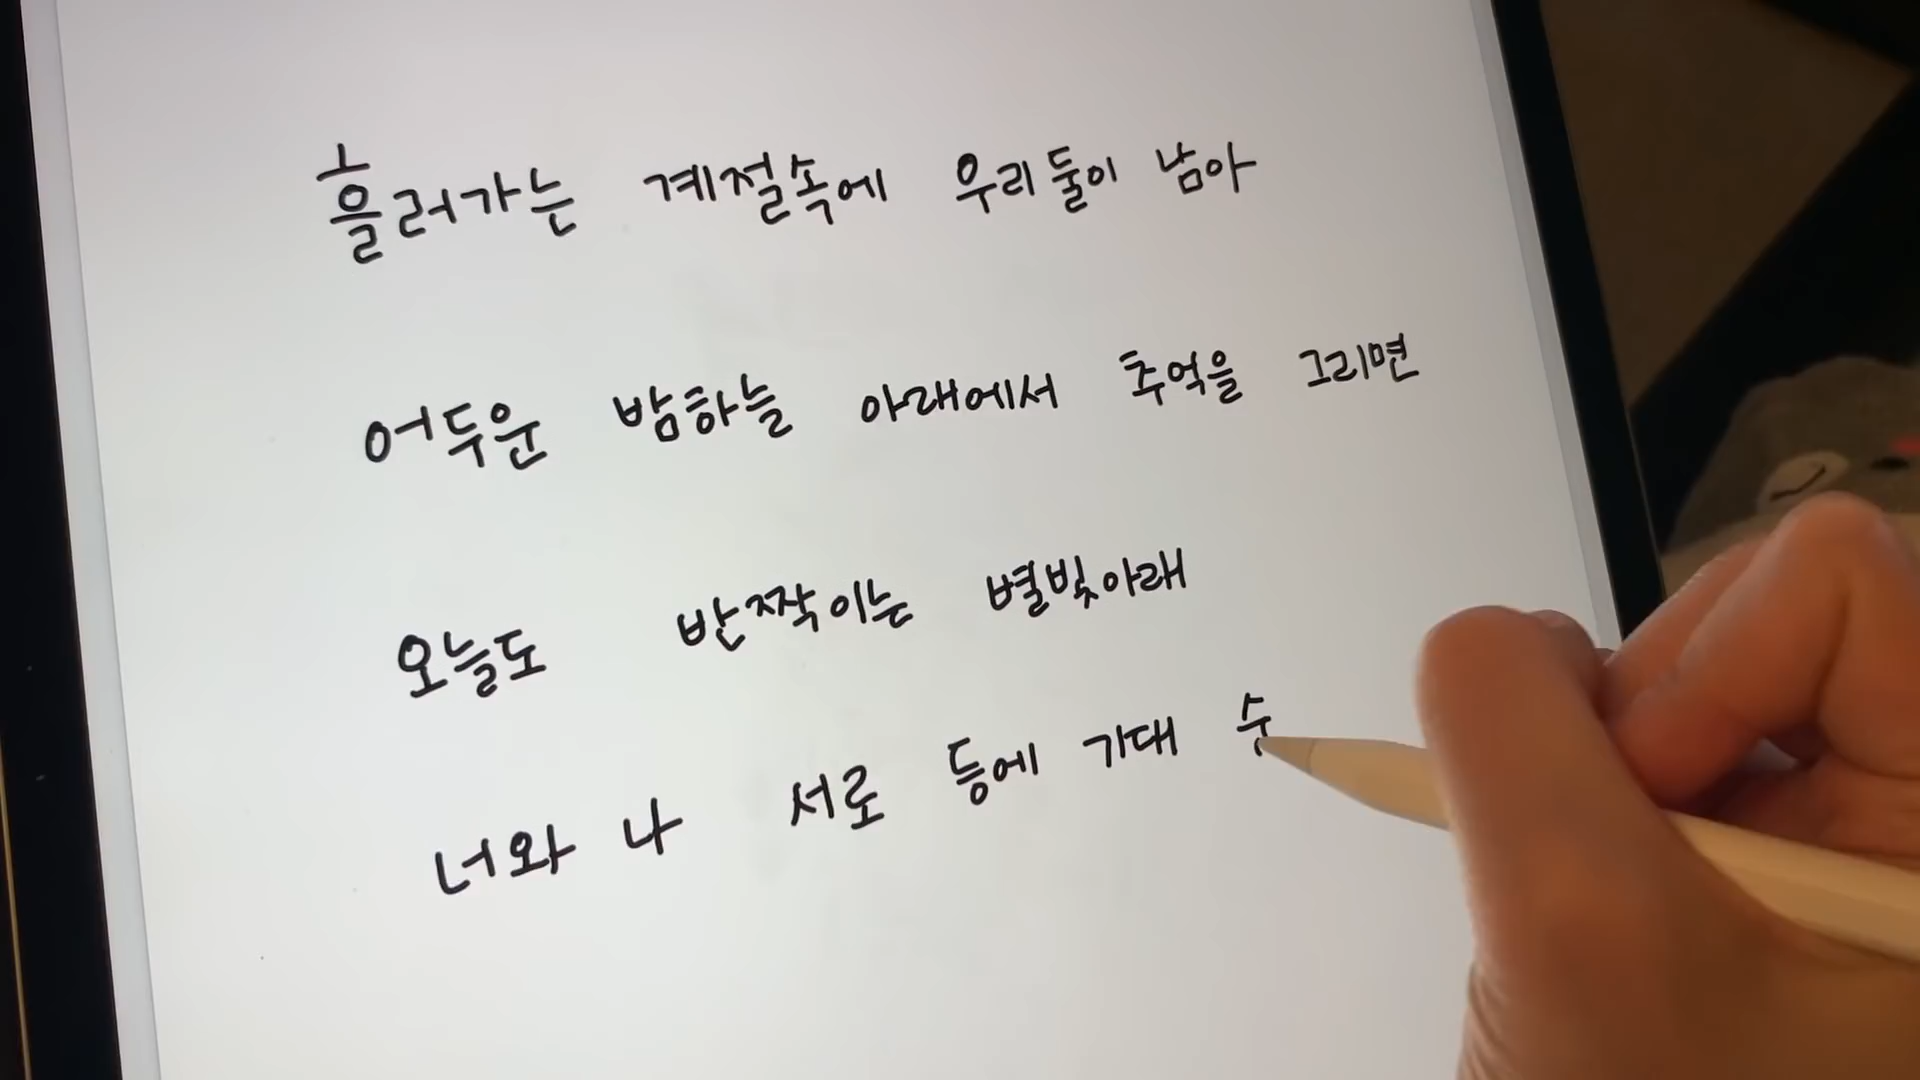 흘러가는 계절속에 우리 둘이 남아
어두운 밤하늘 아래에서 추억을 그리면
오늘도 반짝이는 별빛아래
너와 나 서로 등에 기대 수